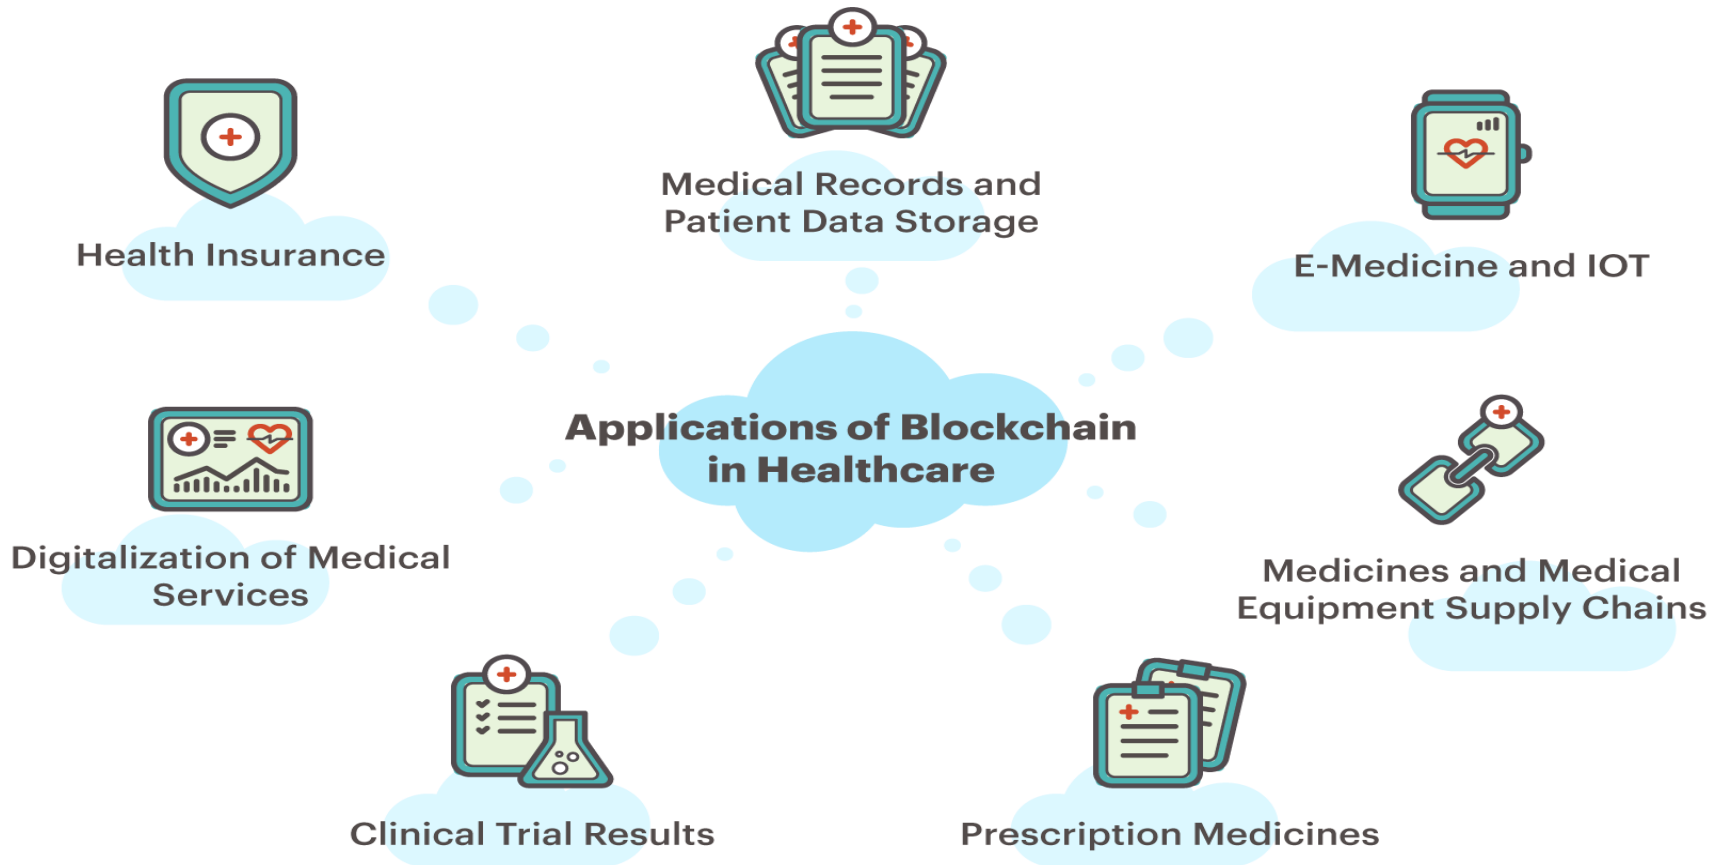 Medical Records and
Patient Data Storage
Health Insurance
E-Medicine and IOT
Applications of Blockchain
in Healthcare
Digitalization of Medical
Services
Medicines and Medical
Equipment Supply Chains
Clinical Trial Results
Prescription Medicines